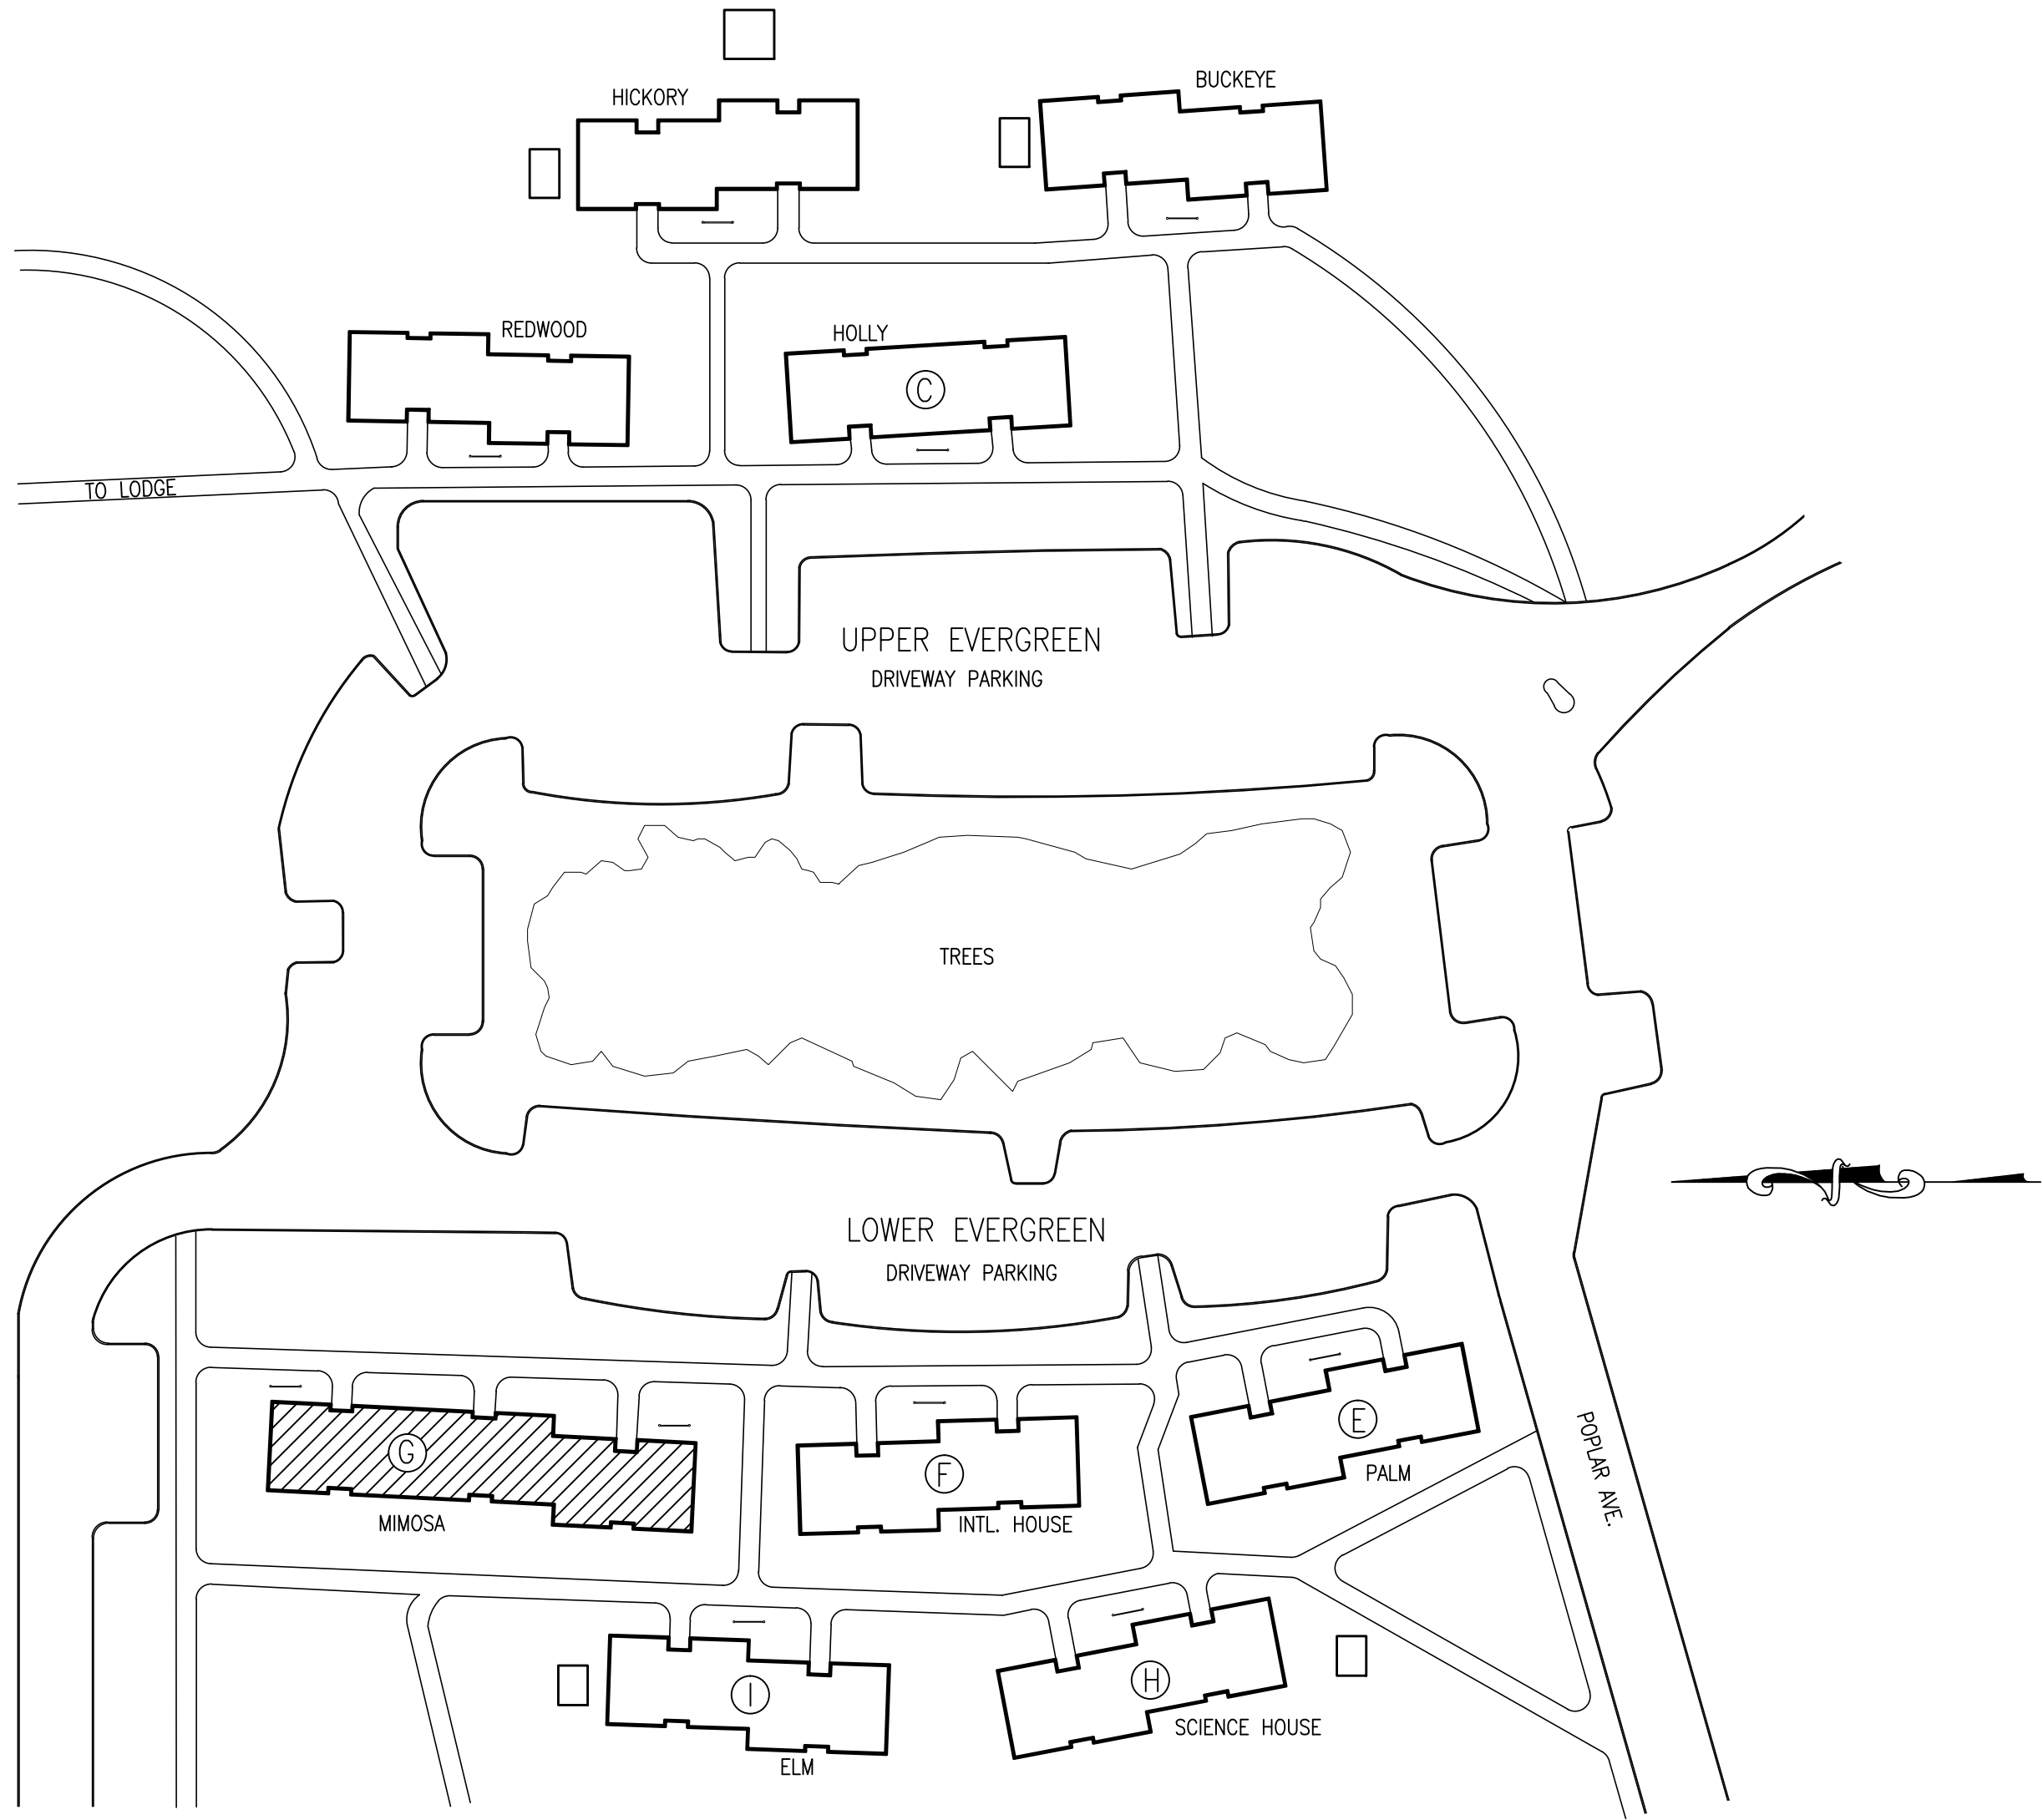 HICKORY
BUCKEYE
REDWOOD
HOLLY
C
TO LODGE
UPPER EVERGREEN
DRIVEWAY PARKING
TREES
LOWER EVERGREEN
DRIVEWAY PARKING
POPLAR AVE.
G
MIMOSA
F
INTL. HOUSE
E
PALM
I
ELM
H
SCIENCE HOUSE